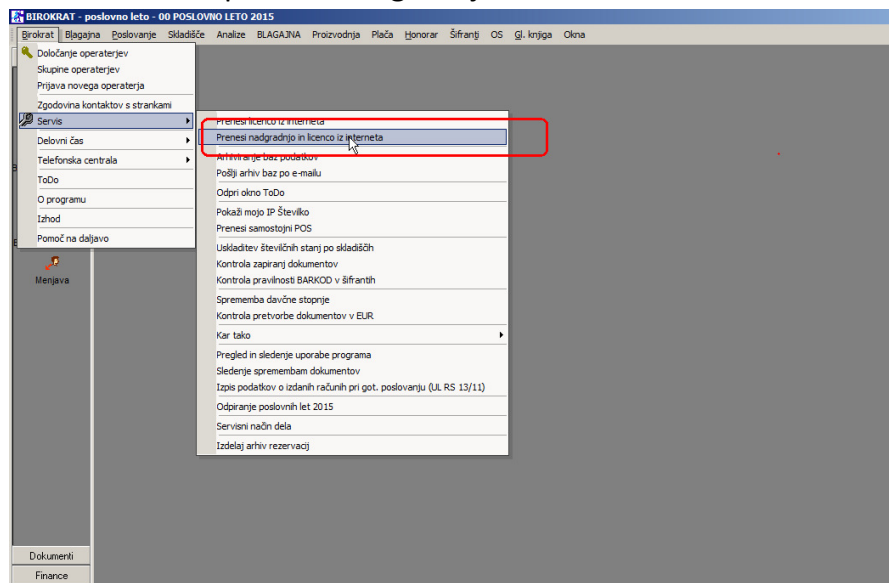 BIROKRAT - poslovno leto - 00 POSLOVNO LETO 2015
Birokrat Blagajna Poslovanje Skladišče Analize BLAGAJNA Proizvodnja Plača Honorar Šifranti OS Gl. knjiga Okna
Določanje operaterjev
Skupine operaterjev
Prijava novega operaterja
Zgodovina kontaktov s strankami
Servis
Delovni čas
Telefonska centrala
ToDo
O programu
Izhod
Pomoč na daljavo
Menjava
Prenesi licenco iz interneta
Prenesi nadgradnjo in licenco iz interneta
Arhiviranje baz podatkov
Pošlji arhiv baz po e-mailu
Odpri okno ToDo
Pokaži mojo IP Številko
Prenesi samostojni POS
Uskladitev številčnih stanj po skladiščih
Kontrola zapiranj dokumentov
Kontrola pravilnosti BARKOD v šifrantih
Sprememba davčne stopnje
Kontrola pretvorbe dokumentov v EUR
Kar tako
Pregled in sledenje uporabe programa
Sledenje spremembam dokumentov
Izpis podatkov o izdanih računih pri got. poslovanju (UL RS 13/11)
Odpiranje poslovnih let 2015
Servisni način dela
Izdelaj arhiv rezervacij
Dokumenti
Finance